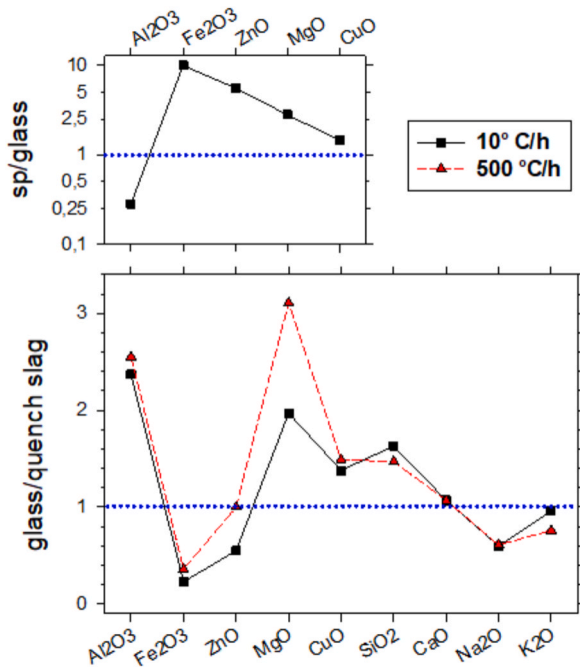 Al2O3 Fe2O3 ZnO MgO CuO
10
5
2,5
1
0,5
0,25
0,1
sp/glass
10° C/h
500 °C/h
3
2
1
0
glass/quench slag
Al2O3 Fe2O3 ZnO MgO CuO SiO2 CaO Na2O K2O